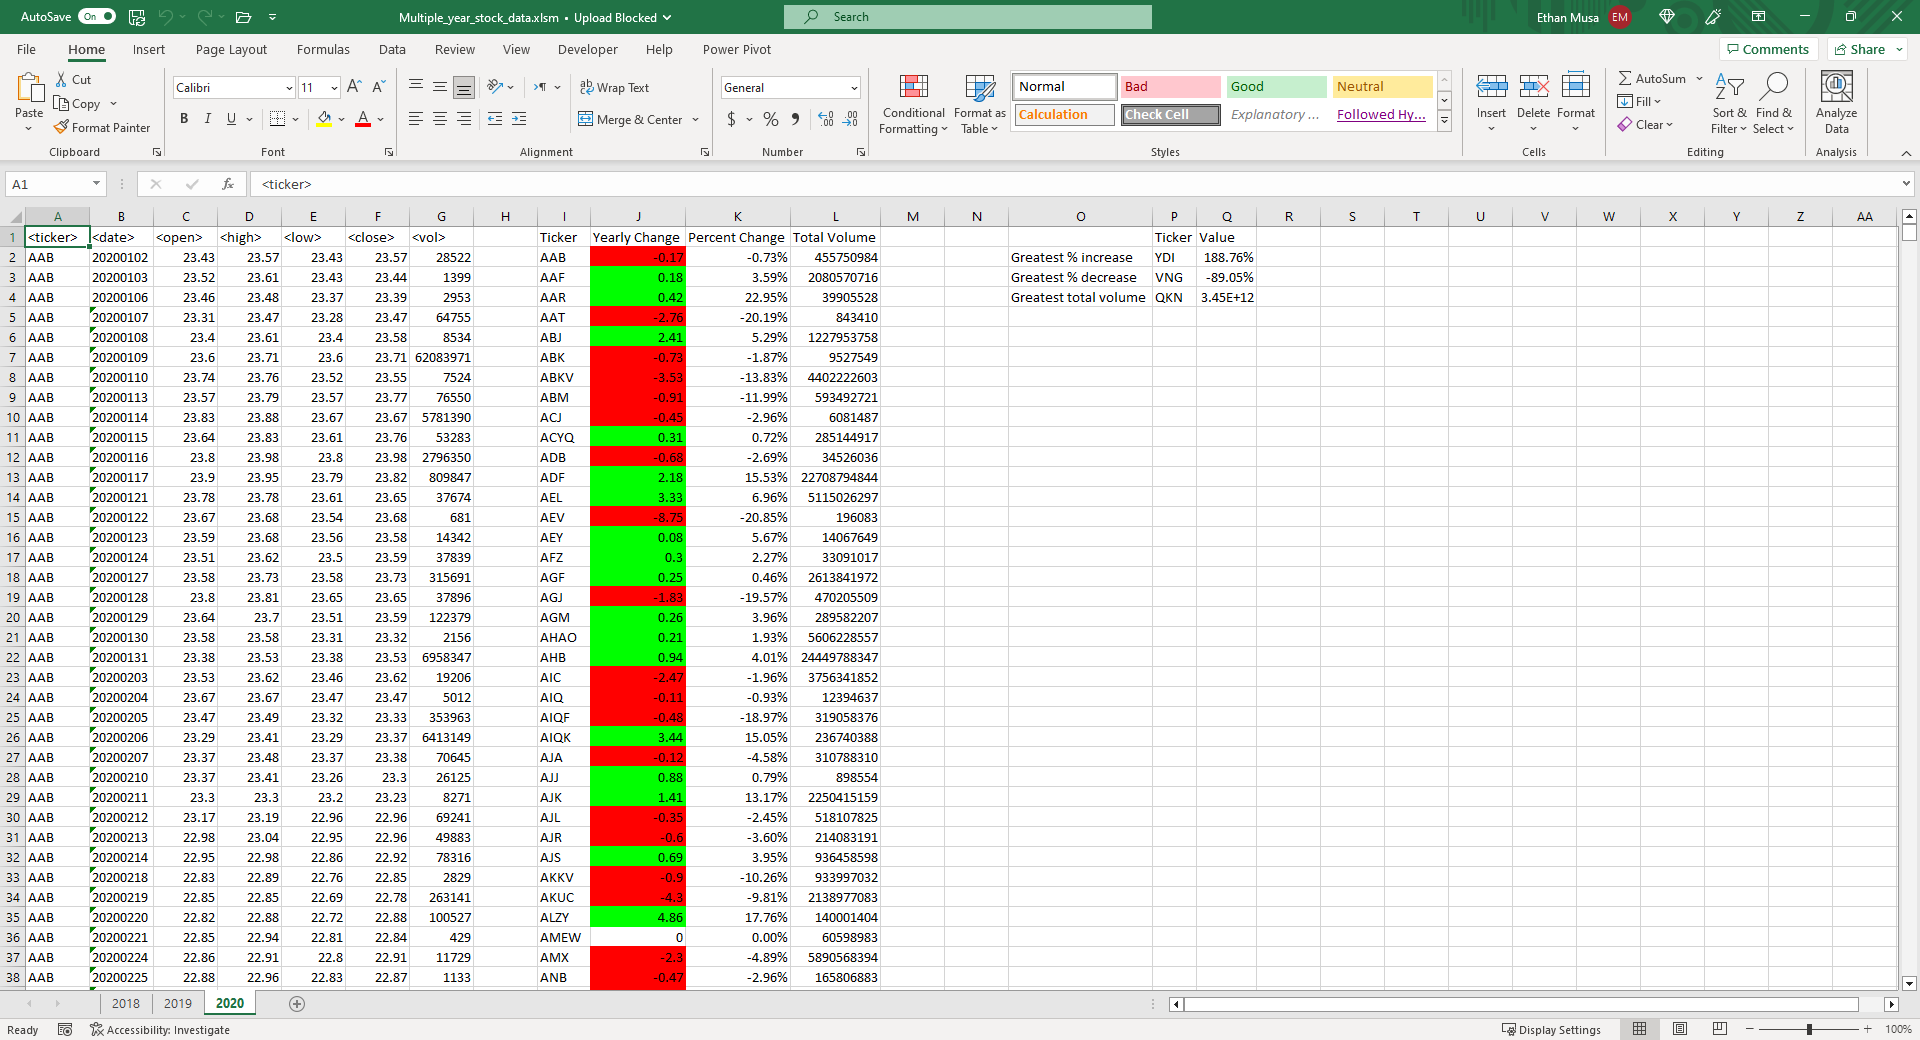 AutoSave On Multiple_year_stock_data.xlsm • Upload Blocked Search Ethan Musa EM
File Home Insert Page Layout Formulas Data Review View Developer Help Power Pivot Comments Share
Paste Cut Copy Format Painter Clipboard
Calibri 11 B I U A Font
ab Wrap Text Merge & Center Alignment
General $ % Number
Conditional Formatting Format as Table Normal Bad Good Neutral
Calculation Check Cell Explanatory ... Followed Hy... Styles
Insert Delete Format Cells
AutoSum Fill Clear Sort & Filter Find & Select Editing
Analyze Data Analysis
A1 fx <ticker>
A B C D E F G H I J K L M N O P Q R S T U V W X Y Z AA
1 <ticker> <date> <open> <high> <low> <close> <vol> Ticker Yearly Change Percent Change Total Volume Ticker Value
2 AAB 20200102 23.43 23.57 23.43 23.57 28522 AAB -0.17 -0.73% 455750984 Greatest % increase YDI 188.76%
3 AAB 20200103 23.52 23.61 23.43 23.44 1399 AAF 0.18 3.59% 2080570716 Greatest % decrease VNG -89.05%
4 AAB 20200106 23.46 23.48 23.37 23.39 2953 AAR 0.42 22.95% 39905528 Greatest total volume QKN 3.45E+12
5 AAB 20200107 23.31 23.47 23.28 23.47 64755 AAT -2.76 -20.19% 843410
6 AAB 20200108 23.4 23.61 23.4 23.58 8534 ABJ 2.41 5.29% 1227953758
7 AAB 20200109 23.6 23.71 23.6 23.71 62083971 ABK -0.73 -1.87% 9527549
8 AAB 20200110 23.74 23.76 23.52 23.55 7524 ABKV -3.53 -13.83% 4402222603
9 AAB 20200113 23.57 23.79 23.57 23.77 76550 ABM -0.91 -11.99% 593492721
10 AAB 20200114 23.83 23.88 23.67 23.67 5781390 ACJ -0.45 -2.96% 6081487
11 AAB 20200115 23.64 23.83 23.61 23.76 53283 ACYQ 0.31 0.72% 285144917
12 AAB 20200116 23.8 23.98 23.8 23.98 2796350 ADB -0.68 -2.69% 34526036
13 AAB 20200117 23.9 23.95 23.79 23.82 809847 ADF 2.18 15.53% 22708794844
14 AAB 20200121 23.78 23.78 23.61 23.65 37674 AEL 3.33 6.96% 5115026297
15 AAB 20200122 23.67 23.68 23.54 23.68 681 AEV -8.75 -20.85% 196083
16 AAB 20200123 23.59 23.68 23.56 23.58 14342 AEY 0.08 5.67% 14067649
17 AAB 20200124 23.51 23.62 23.5 23.59 37839 AFZ 0.3 2.27% 33091017
18 AAB 20200127 23.58 23.73 23.58 23.73 315691 AGF 0.25 0.46% 2613841972
19 AAB 20200128 23.8 23.81 23.65 23.65 37896 AGJ -1.83 -19.57% 470205509
20 AAB 20200129 23.64 23.7 23.51 23.59 122379 AGM 0.26 3.96% 289582207
21 AAB 20200130 23.58 23.58 23.31 23.32 2156 AHAO 0.21 1.93% 5606228557
22 AAB 20200131 23.38 23.53 23.38 23.53 6958347 AHB 0.94 4.01% 24449788347
23 AAB 20200203 23.53 23.62 23.46 23.62 19206 AIC -2.47 -1.96% 3756341852
24 AAB 20200204 23.67 23.67 23.47 23.47 5012 AIQ -0.11 -0.93% 12394637
25 AAB 20200205 23.47 23.49 23.32 23.33 353963 AIQF -0.48 -18.97% 319058376
26 AAB 20200206 23.29 23.41 23.29 23.37 6413149 AIQK 3.44 15.05% 236740388
27 AAB 20200207 23.37 23.48 23.37 23.38 70645 AJA -0.12 -4.58% 310788310
28 AAB 20200210 23.37 23.41 23.26 23.3 26125 AJJ 0.88 0.79% 898554
29 AAB 20200211 23.3 23.3 23.2 23.23 8271 AJK 1.41 13.17% 2250415159
30 AAB 20200212 23.17 23.19 22.96 22.96 69241 AJL -0.35 -2.45% 518107825
31 AAB 20200213 22.98 23.04 22.95 22.96 49883 AJR -0.6 -3.60% 214083191
32 AAB 20200214 22.95 22.98 22.86 22.92 78316 AJS 0.69 3.95% 936458598
33 AAB 20200218 22.83 22.89 22.76 22.85 2829 AKKV -0.9 -10.26% 933997032
34 AAB 20200219 22.85 22.85 22.69 22.78 263141 AKUC -4.3 -9.81% 2138977083
35 AAB 20200220 22.82 22.88 22.72 22.88 100527 ALZY 4.86 17.76% 140001404
36 AAB 20200221 22.85 22.94 22.81 22.84 429 AMEW 0 0.00% 60598983
37 AAB 20200224 22.86 22.91 22.8 22.91 11729 AMX -2.3 -4.89% 5890568394
38 AAB 20200225 22.88 22.96 22.83 22.87 1133 ANB -0.47 -2.96% 165806883
2018 2019 2020
Ready Accessibility: Investigate Display Settings 100%